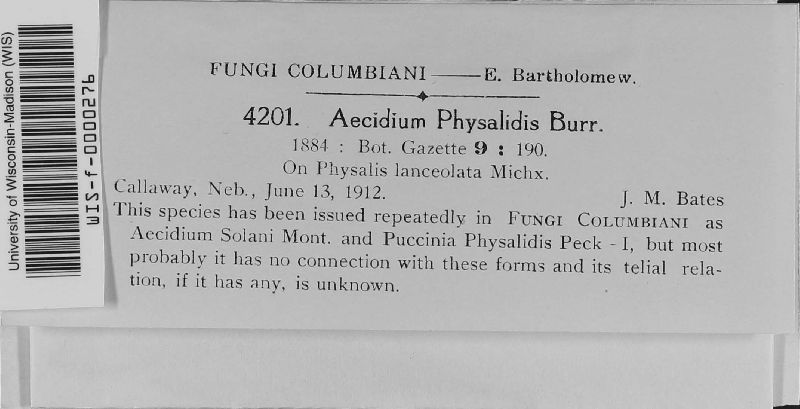 University of Wisconsin-Madison (WIS)
WIS-f-0000276
FUNGI COLUMBIANI —— E. Bartholomew.
4201. Aecidium Physalidis Burr.
1884 : Bot. Gazette 9 : 190.
On Physalis lanceolata Michx.
Callaway, Neb., June 13, 1912. J. M. Bates
This species has been issued repeatedly in FUNGI COLUMBIANI as
Aecidium Solani Mont. and Puccinia Physalidis Peck - I, but most
probably it has no connection with these forms and its telial rela-
tion, if it has any, is unknown.